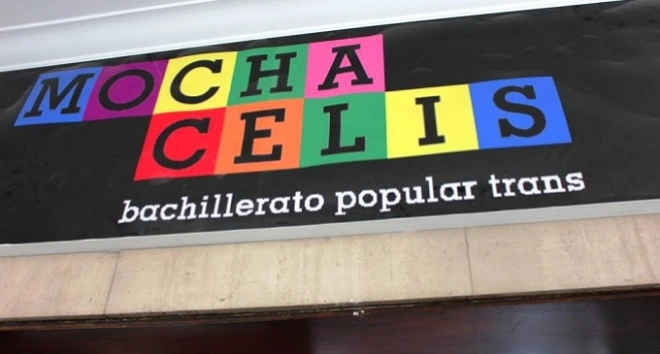 MOCHA
CELIS
bachillerato popular trans